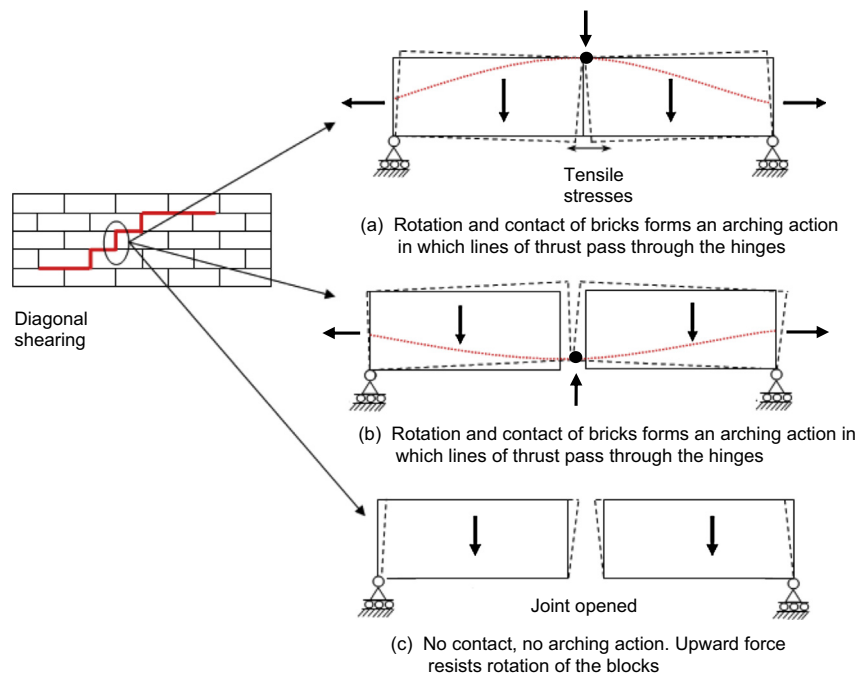 Tensile
stresses
(a) Rotation and contact of bricks forms an arching action
in which lines of thrust pass through the hinges
Diagonal
shearing
(b) Rotation and contact of bricks forms an arching action in
which lines of thrust pass through the hinges
Joint opened
(c) No contact, no arching action. Upward force
resists rotation of the blocks